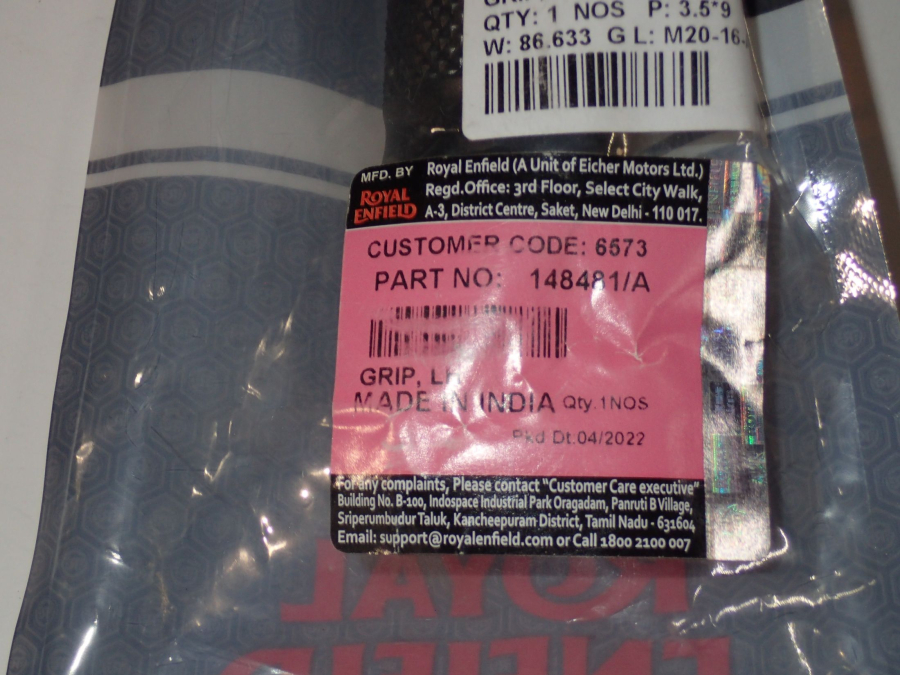 QTY: 1 NOS P: 3.5*9
W: 86.633 G L: M20-16
MFD. BY
ROYAL
ENFIELD
Royal Enfield (A Unit of Eicher Motors Ltd.)
Regd.Office: 3rd Floor, Select City Walk,
A-3, District Centre, Saket, New Delhi - 110 017.
CUSTOMER CODE: 6573
PART NO: 148481/A
GRIP, LH
MADE IN INDIA Qty.1NOS
Pkd Dt:04/2022
For any complaints, Please contact "Customer Care executive"
Building No. B-100, Indospace Industrial Park Oragadam, Panruti B Village,
Sriperumbudur Taluk, Kancheepuram District, Tamil Nadu - 631604
Email: support@royalenfield.com or Call 1800 2100 007
ROYAL
ENFIELD